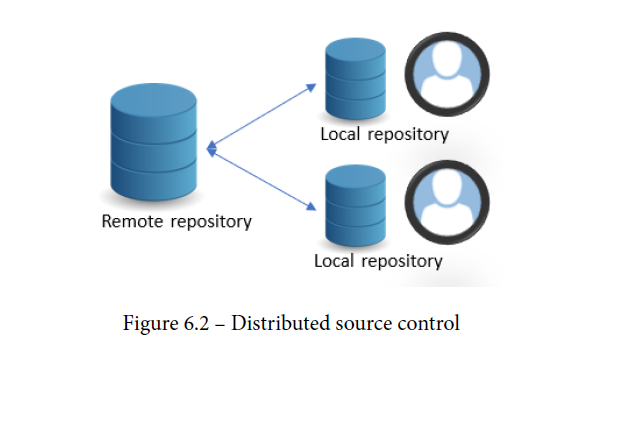 Local repository
Remote repository
Local repository
Figure 6.2 – Distributed source control